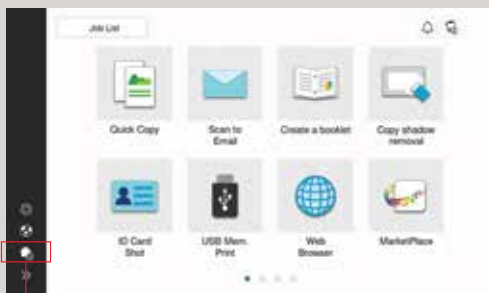 Job List
Quick Copy
Scan to
Email
Create a booklet
Copy shadow
removal
ID Card
Shot
USB Mem.
Print
Web
Browser
MarketPlace